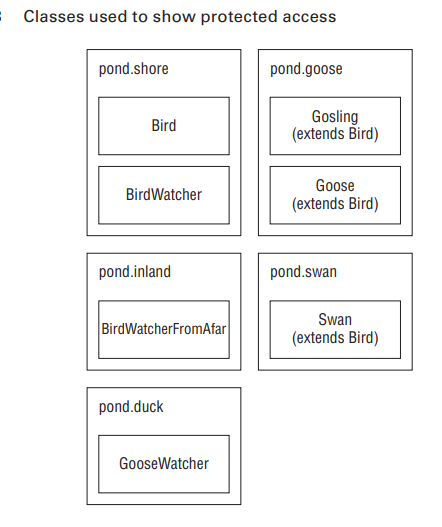 Classes used to show protected access
pond.shore
Bird
BirdWatcher
pond.goose
Gosling
(extends Bird)
Goose
(extends Bird)
pond.inland
BirdWatcherFromAfar
pond.swan
Swan
(extends Bird)
pond.duck
GooseWatcher